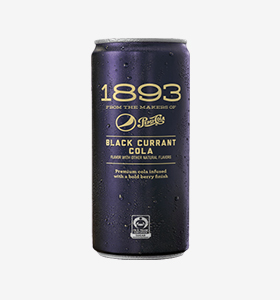 1893
FROM THE MAKERS OF
Pepsi-Cola
BLACK CURRANT
COLA
FLAVOR WITH OTHER NATURAL FLAVORS
Premium cola infused
with a bold berry finish